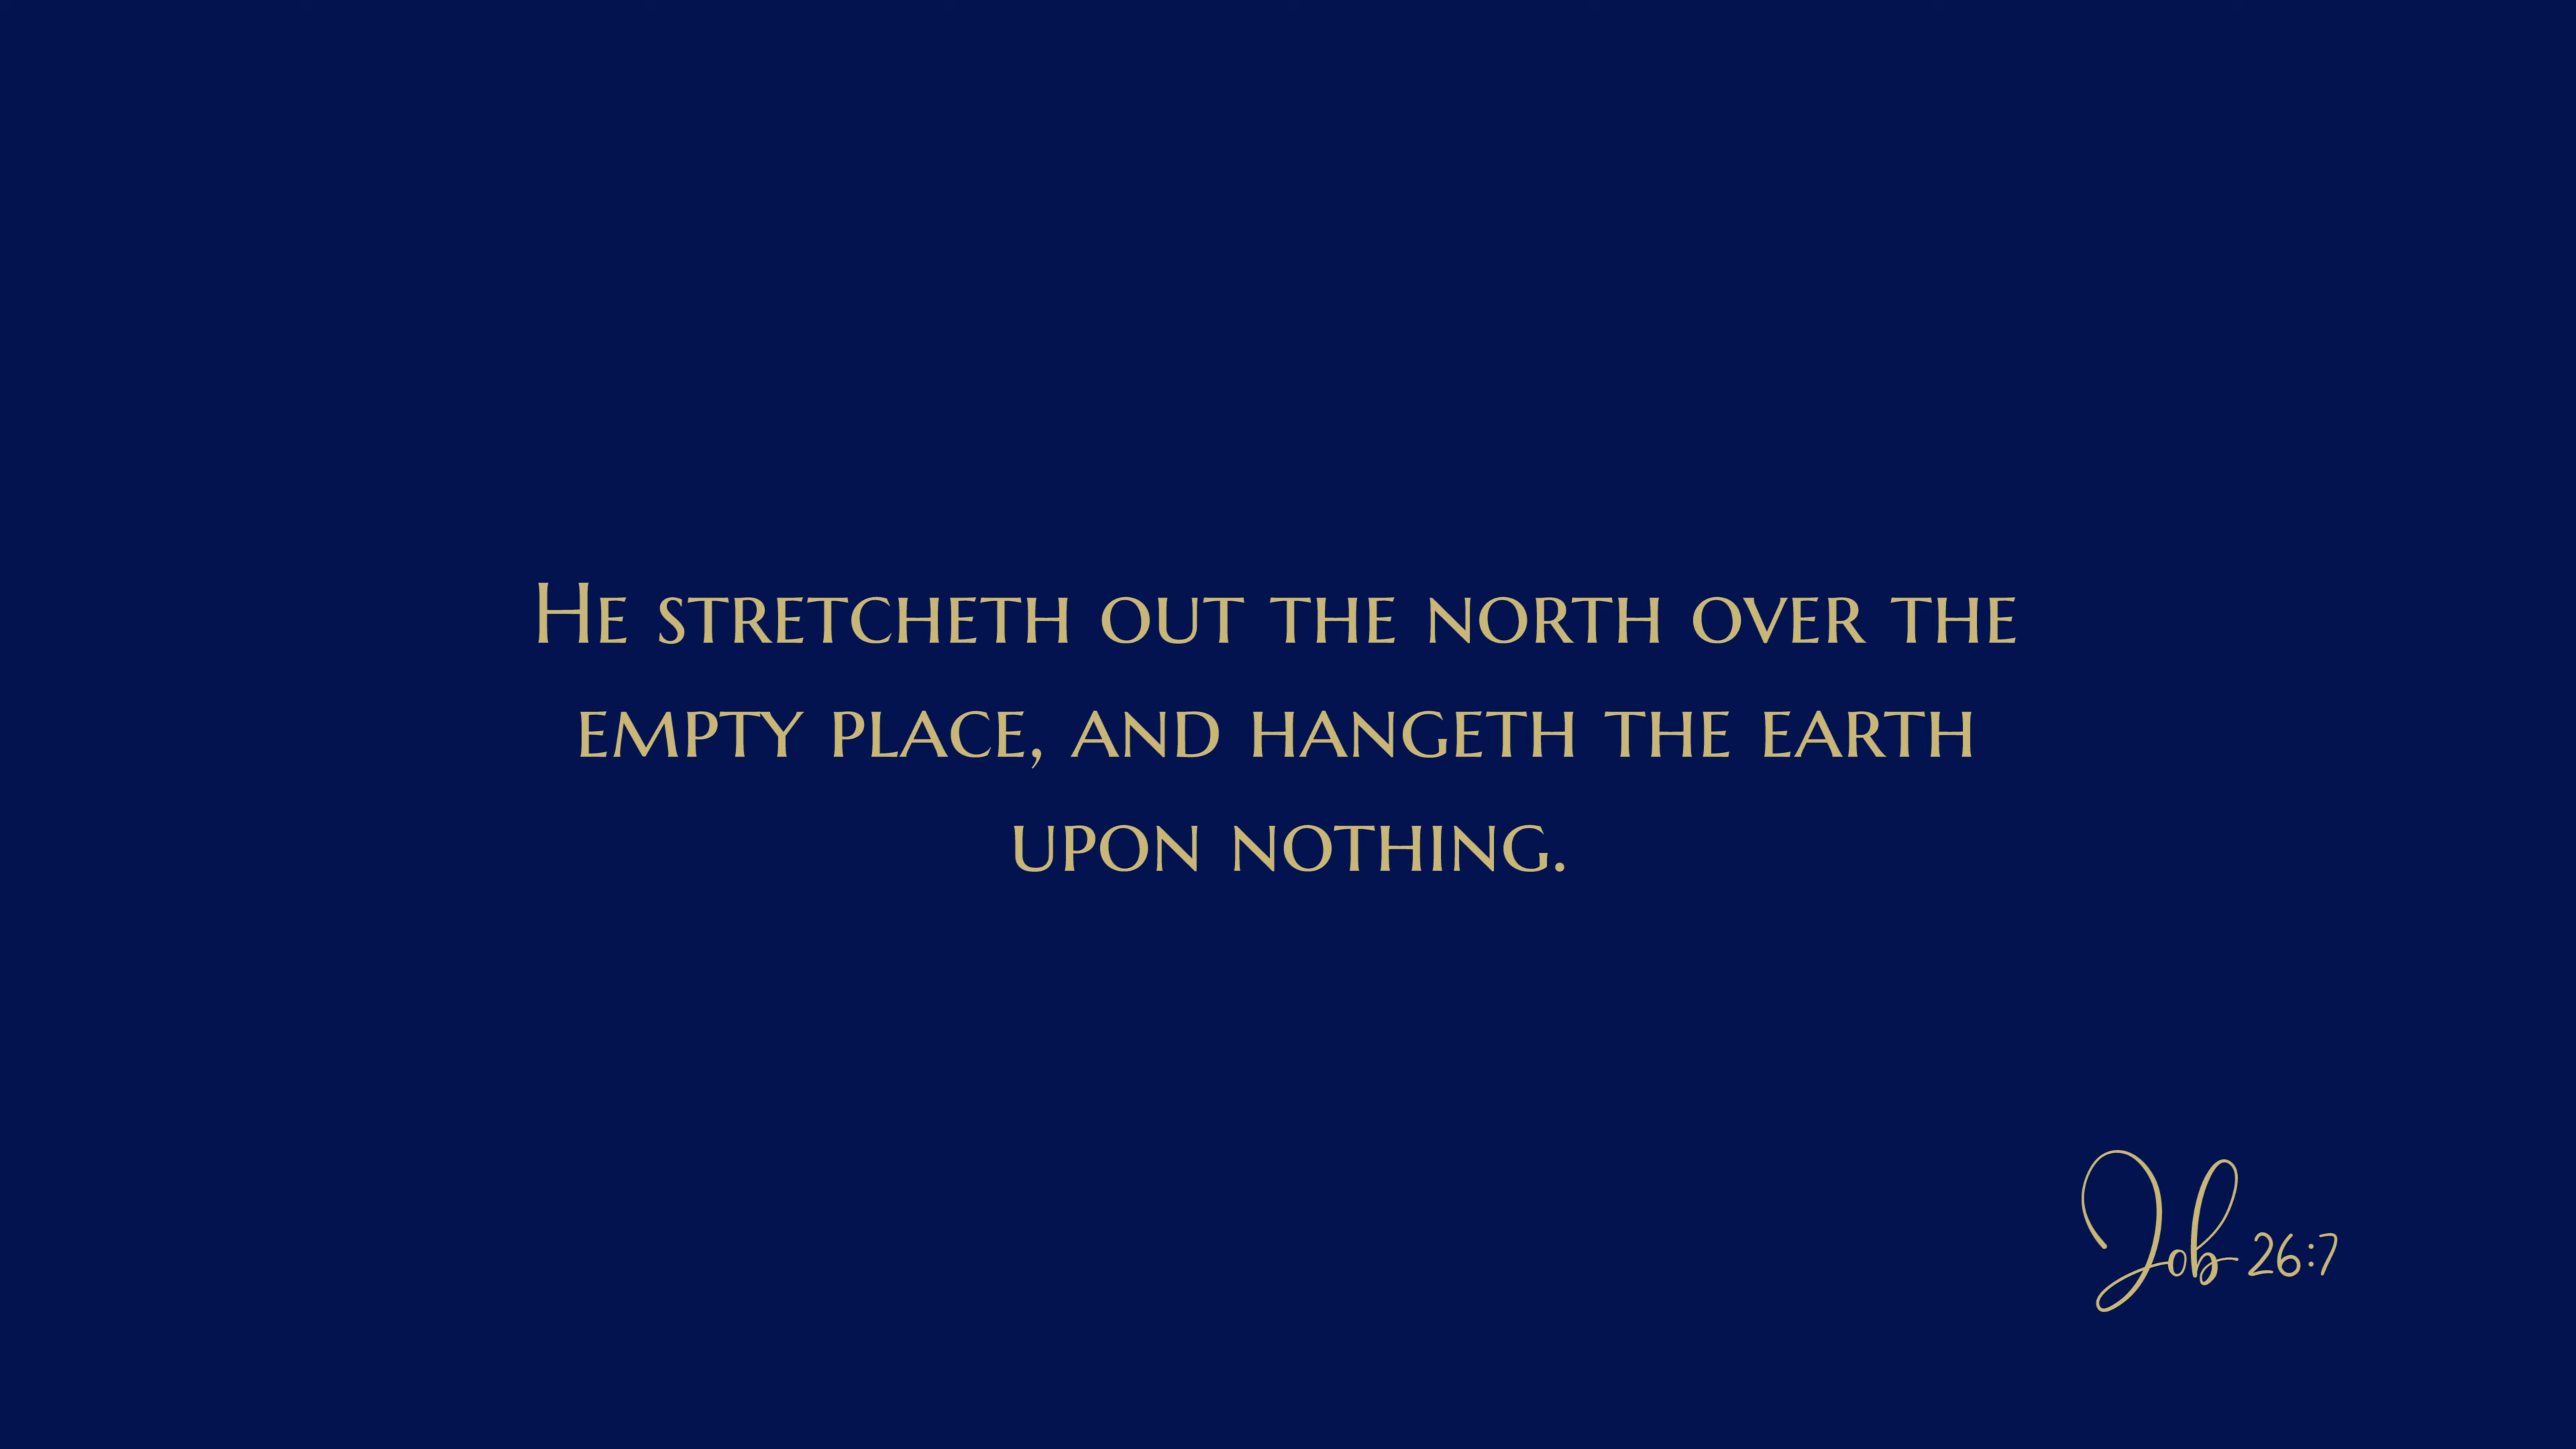 He stretcheth out the north over the
empty place, and hangeth the earth
upon nothing.
Job 26:7